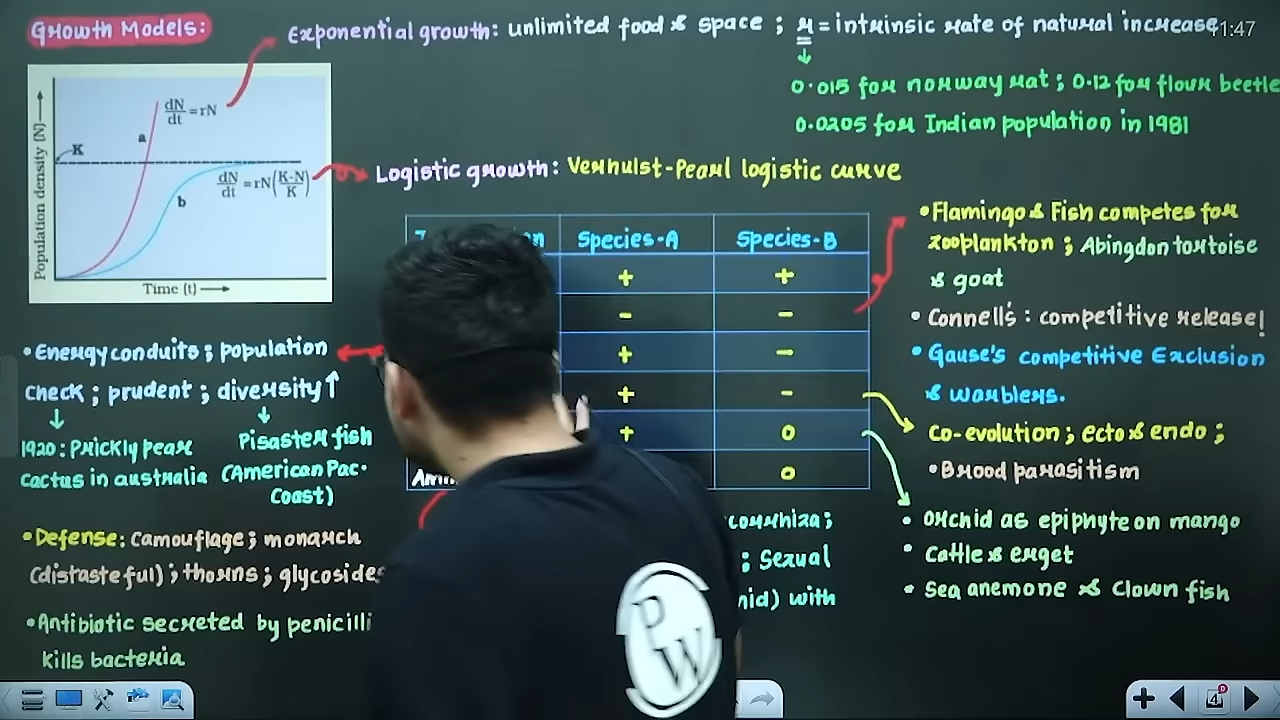 Growth Models:
Exponential growth: unlimited food & space ; r = intrinsic rate of natural increase
1:47
0.015 for norway rat ; 0.12 for flour beetle
0.0205 for Indian population in 1981
dN/dt = rN
a
K
dN/dt = rN(K-N/K)
b
Population density (N)
Time (t)
Logistic growth: Verhulst-Pearl logistic curve
Species-A Species-B
+ +
- -
+ -
+ -
+ 0
0
• Flamingo & Fish competes for
zooplankton ; Abingdon tortoise
& goat
• Connell's : competitive release!
• Gause's competitive Exclusion
& warblers.
Co-evolution ; ecto & endo ;
• Brood parasitism
• Orchid as epiphyte on mango
• Cattle & erget
• Sea anemone & Clown fish
• Energy conduits ; population
check ; prudent ; diversity↑
1920: Prickly pear
cactus in australia
Pisaster fish
(American Pac.
Coast)
• Defense: Camouflage ; monarch
(distasteful) ; thorns ; glycosides
• Antibiotic secreted by penicilli
kills bacteria
; Sexual
with
P
W
4